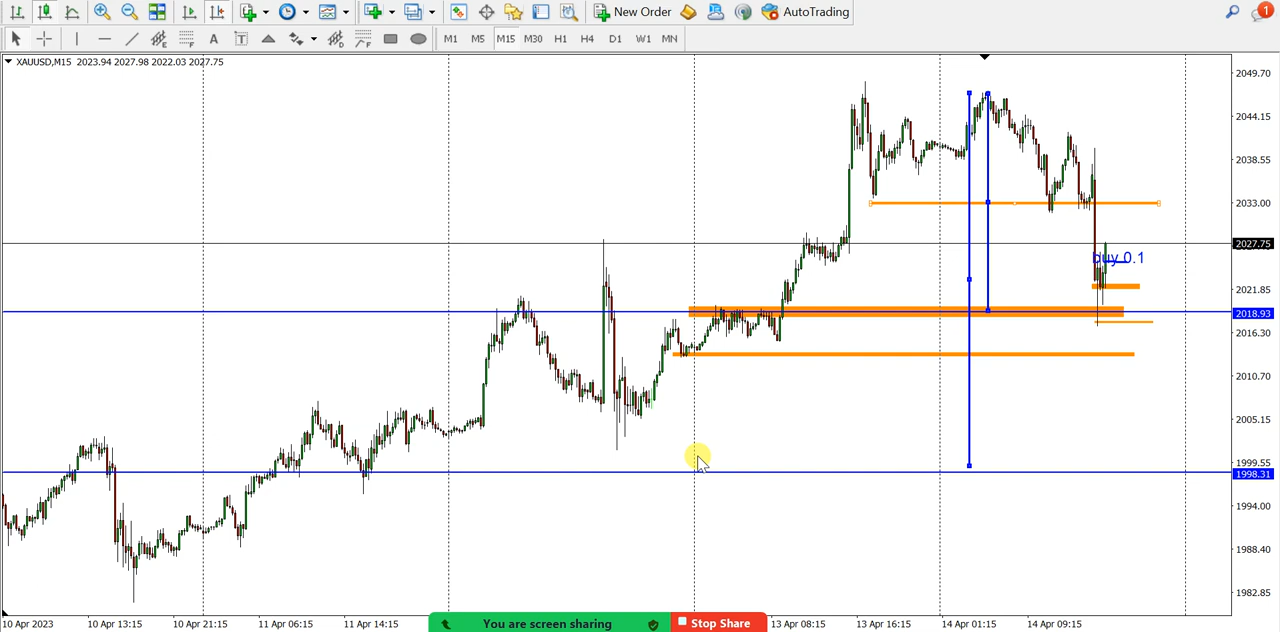 New Order AutoTrading 1
A T M1 M5 M15 M30 H1 H4 D1 W1 MN
XAUUSD,M15 2023.94 2027.98 2022.03 2027.75
2049.70
2044.15
2038.55
2033.00
2027.75
buy 0.1
2021.85
2018.93
2016.30
2010.70
2005.15
1999.55
1998.31
1994.00
1988.40
1982.85
10 Apr 2023 10 Apr 13:15 10 Apr 21:15 11 Apr 06:15 11 Apr 14:15 13 Apr 08:15 13 Apr 16:15 14 Apr 01:15 14 Apr 09:15
You are screen sharing Stop Share